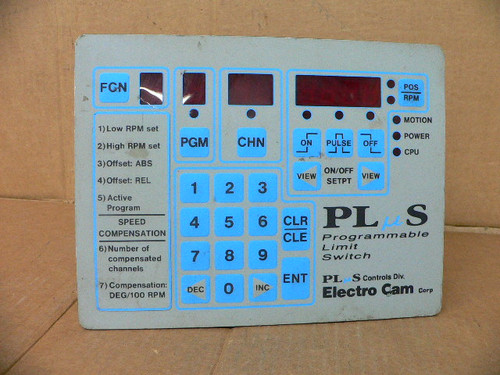 FGN
POS
RPM
MOTION
POWER
CPU
PGM
CHN
ON
PULSE
OFF
VIEW
ON/OFF
SETPT
VIEW
1) Low RPM set
2) High RPM set
3) Offset: ABS
4) Offset: REL
5) Active
Program
SPEED
COMPENSATION
6) Number of
compensated
channels
7) Compensation:
DEG/100 RPM
1 2 3
4 5 6
7 8 9
DEC 0 INC
CLR
CLE
ENT
PLµS
Programmable
Limit
Switch
PLµS Controls Div.
Electro Cam Corp